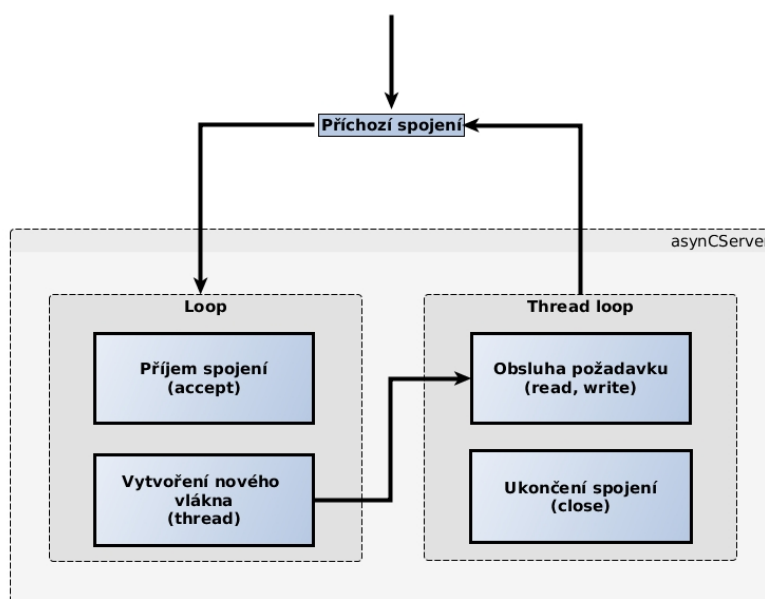 Příchozí spojení
asynCServer
Loop
Příjem spojení
(accept)
Vytvoření nového
vlákna
(thread)
Thread loop
Obsluha požadavku
(read, write)
Ukončení spojení
(close)